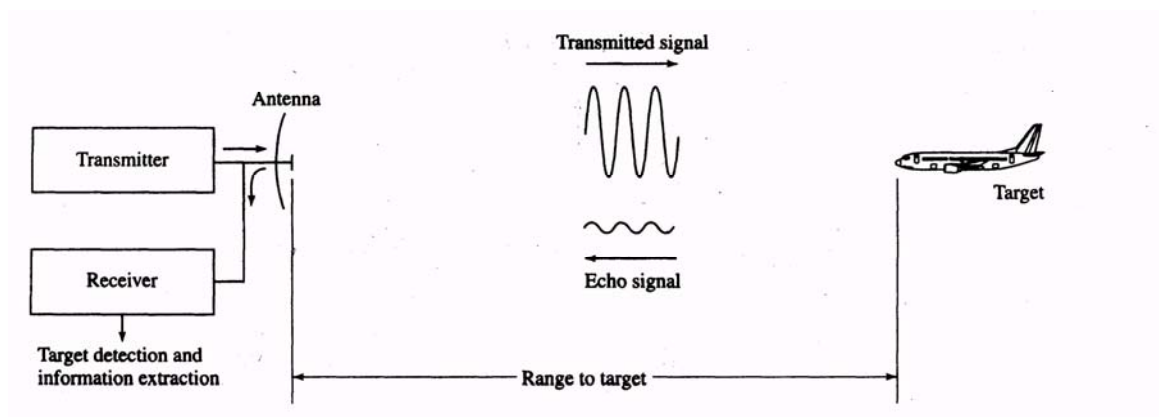 Transmitted signal
Antenna
Transmitter
Target
Echo signal
Receiver
Target detection and
information extraction
Range to target